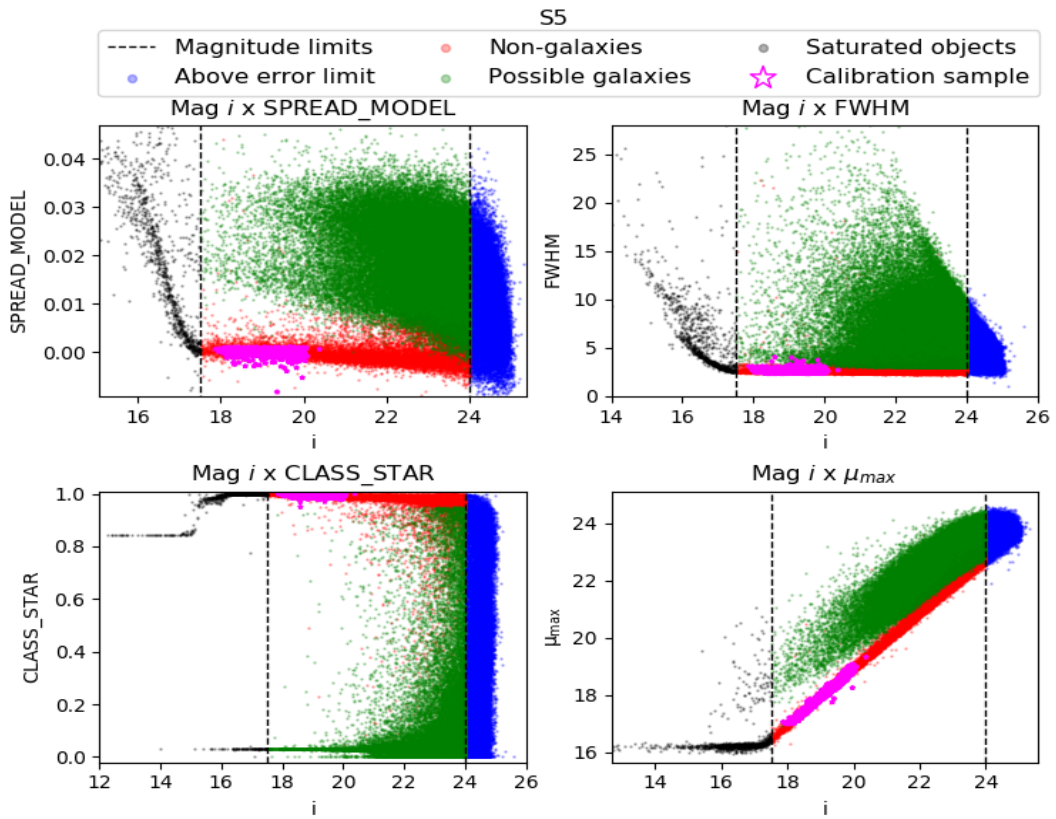 S5
Magnitude limits
Non-galaxies
Saturated objects
Above error limit
Possible galaxies
Calibration sample
Mag i x SPREAD_MODEL
Mag i x FWHM
SPREAD_MODEL
0.04
0.03
0.02
0.01
0.00
16 18 20 22 24
i
FWHM
25
20
15
10
5
0
14 16 18 20 22 24 26
i
Mag i x CLASS_STAR
Mag i x μmax
CLASS_STAR
1.0
0.8
0.6
0.4
0.2
0.0
12 14 16 18 20 22 24 26
i
μmax
24
22
20
18
16
14 16 18 20 22 24
i